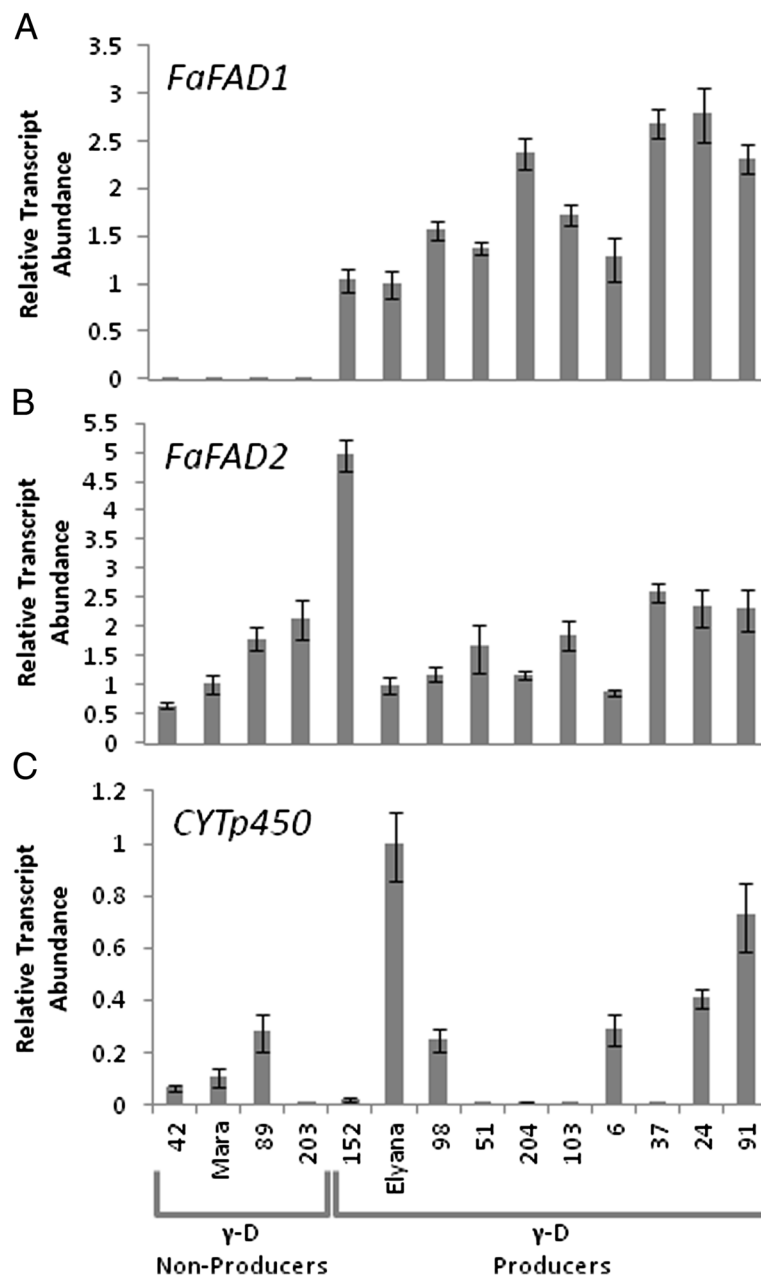 A
FaFAD1
Relative Transcript
Abundance
3.5
3
2.5
2
1.5
1
0.5
0
B
FaFAD2
Relative Transcript
Abundance
5.5
5
4.5
4
3.5
3
2.5
2
1.5
1
0.5
0
C
CYTp450
Relative Transcript
Abundance
1.2
1
0.8
0.6
0.4
0.2
0
42 Mara 89 203 152 Elyana 98 51 204 103 6 37 24 91
γ-D
Non-Producers
γ-D
Producers